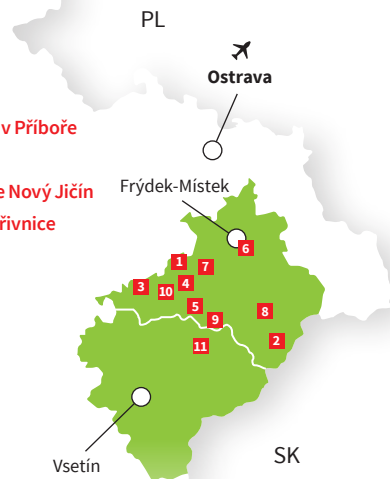 PL
Ostrava
v Příboře
e Nový Jičín
řivnice
Frýdek-Místek
6
1
7
3
10
4
5
9
8
2
11
Vsetín
SK